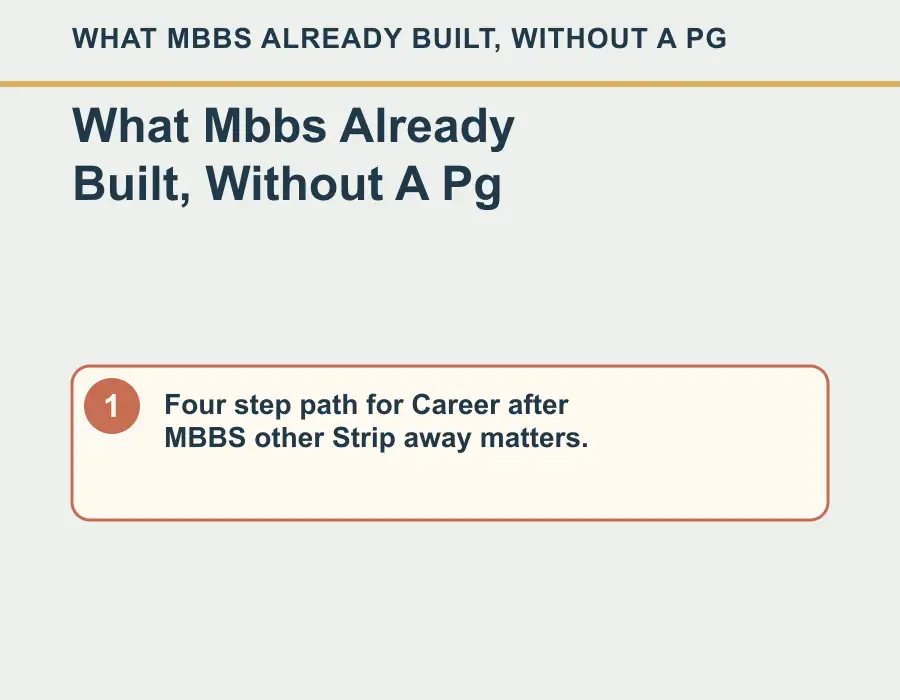 WHAT MBBS ALREADY BUILT, WITHOUT A PG
What Mbbs Already
Built, Without A Pg
1
Four step path for Career after
MBBS other Strip away matters.